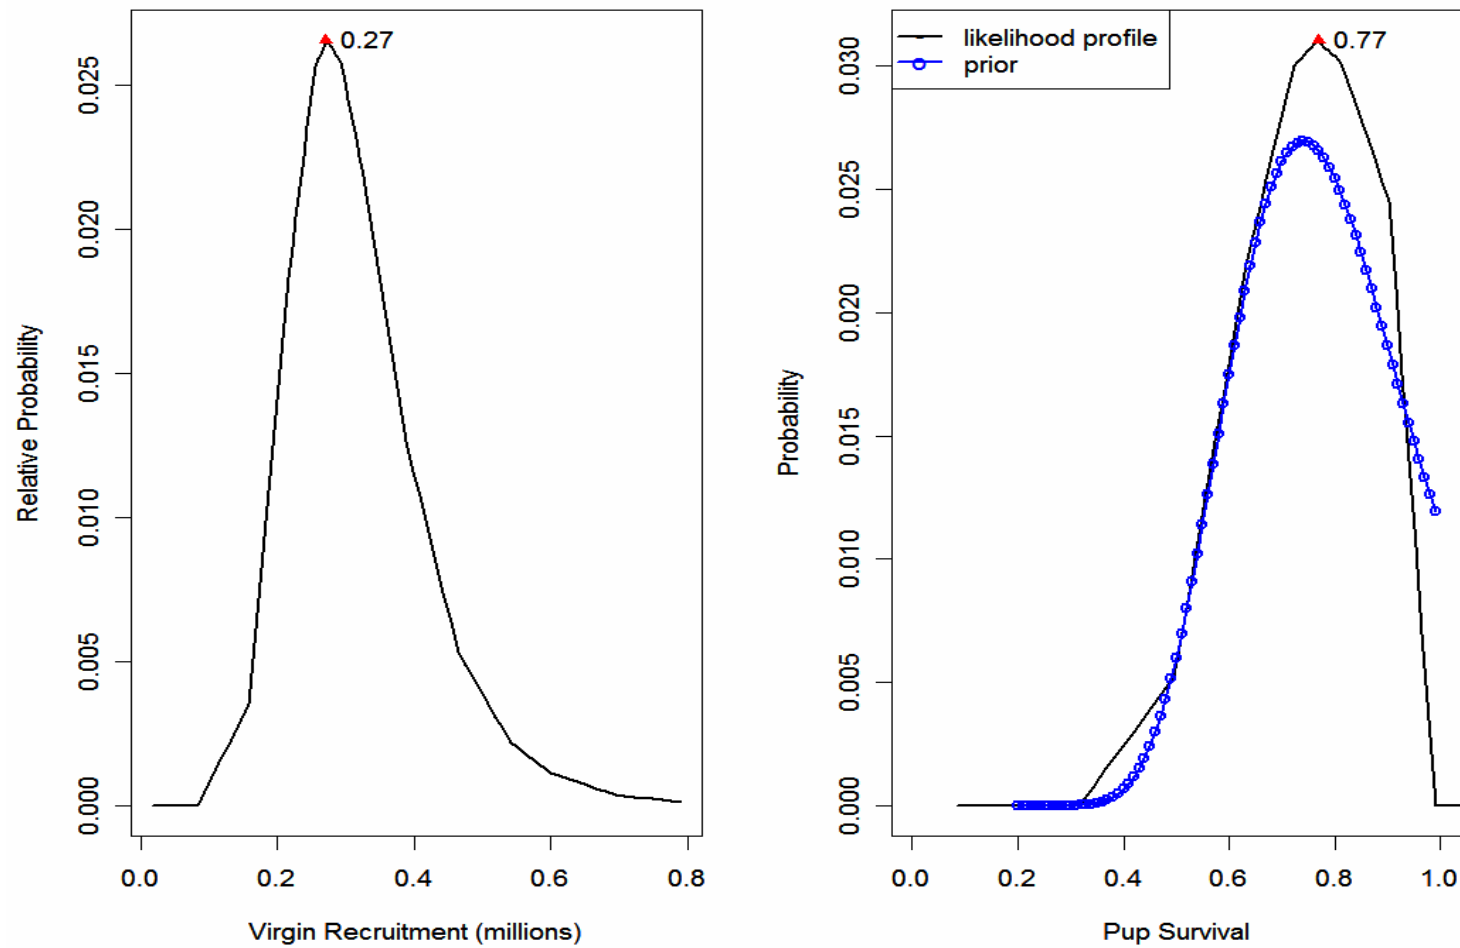 0.27
0.025
0.020
0.015
0.010
0.005
0.000
Relative Probability
0.0 0.2 0.4 0.6 0.8
Virgin Recruitment (millions)
likelihood profile
prior
0.77
0.030
0.025
0.020
0.015
0.010
0.005
0.000
Probability
0.0 0.2 0.4 0.6 0.8 1.0
Pup Survival